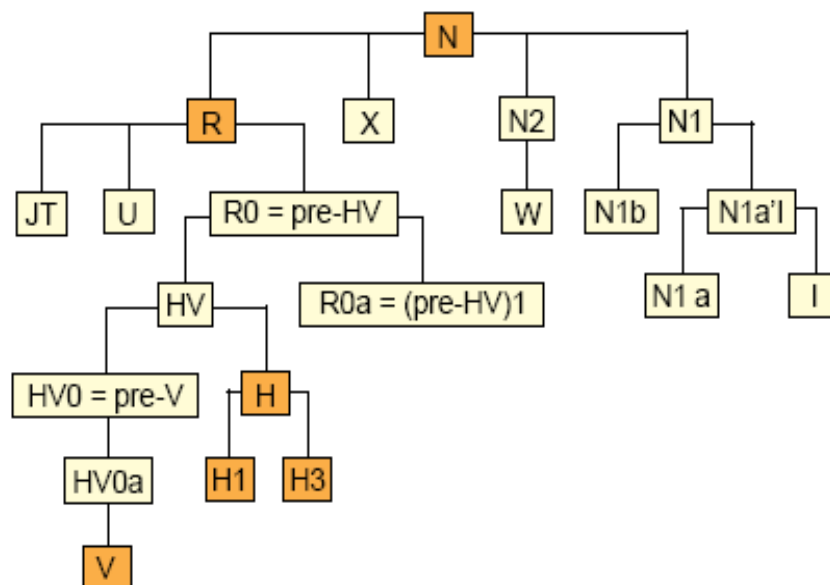 N
R
X
N2
N1
JT
U
R0 = pre-HV
W
N1b
N1a'I
HV
R0a = (pre-HV)1
N1 a
I
HV0 = pre-V
H
HV0a
H1
H3
V